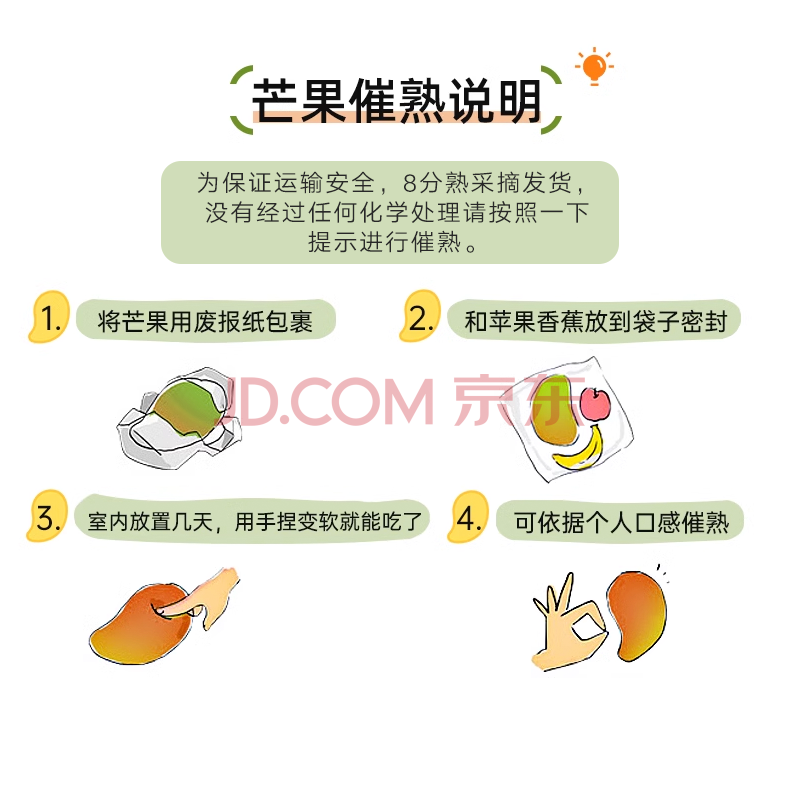 芒果催熟说明
为保证运输安全，8分熟采摘发货，
没有经过任何化学处理请按照一下
提示进行催熟。
1. 将芒果用废报纸包裹
2. 和苹果香蕉放到袋子密封
JD.COM 京东
3. 室内放置几天，用手捏变软就能吃了
4. 可依据个人口感催熟